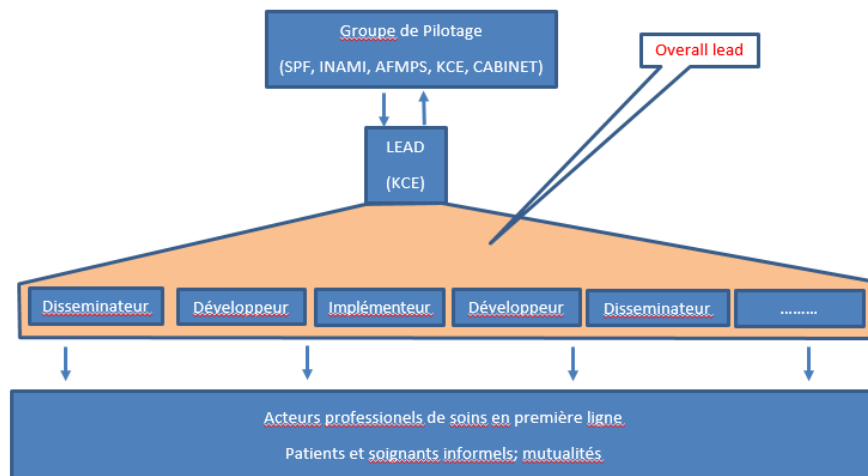 Groupe de Pilotage
(SPF, INAMI, AFMPS, KCE, CABINET)
Overall lead
LEAD
(KCE)
Disseminateur
Développeur
Implémenteur
Développeur
Disseminateur
.........
Acteurs professionels de soins en première ligne
Patients et soignants informels; mutualités